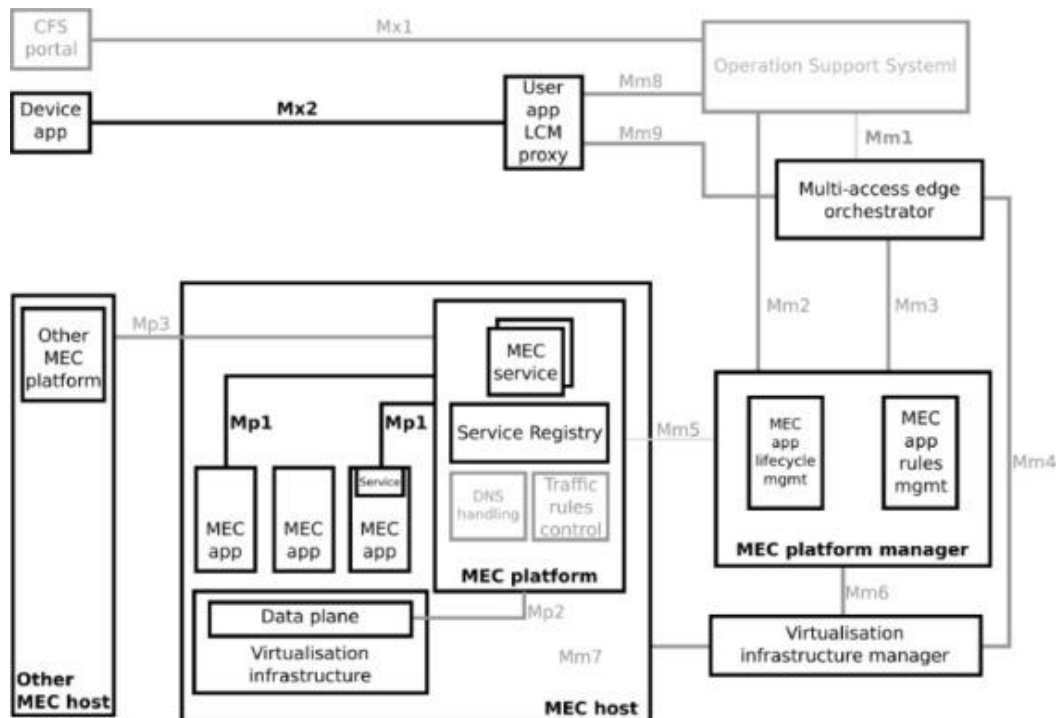 CFS
portal
Mx1
Operation Support Systeml
Device
app
Mx2
User
app
LCM
proxy
Mm8
Mm9
Mm1
Multi-access edge
orchestrator
Other
MEC
platform
Mp3
MEC
service
Mm2
Mm3
Mp1
Mp1
Service Registry
Mm5
MEC
app
lifecycle
mgmt
MEC
app
rules
mgmt
Mm4
MEC
app
MEC
app
Service
MEC
app
DNS
handling
Traffic
rules
control
MEC platform
MEC platform manager
Data plane
Mp2
Mm6
Virtualisation
infrastructure
Mm7
Virtualisation
infrastructure manager
Other
MEC host
MEC host